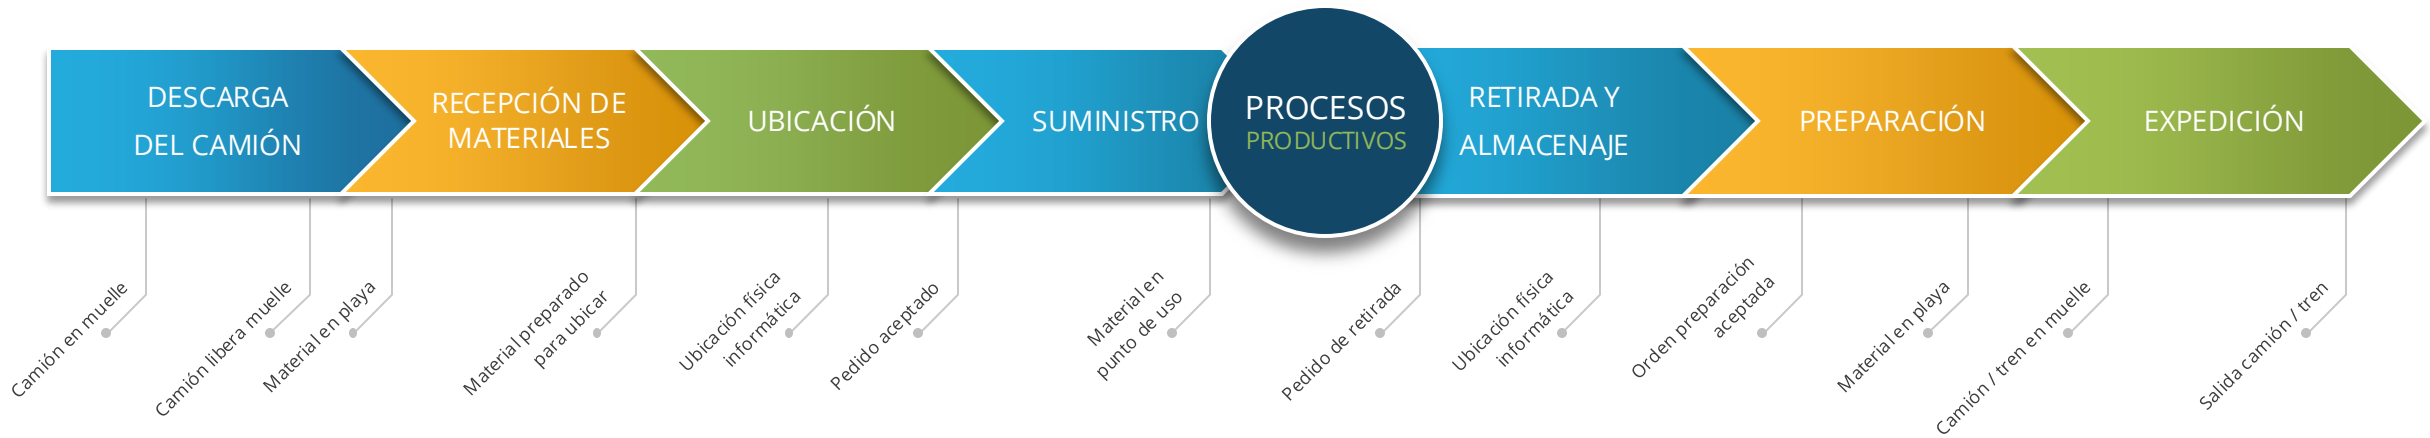 DESCARGA
DEL CAMIÓN
RECEPCIÓN DE
MATERIALES
UBICACIÓN
SUMINISTRO
PROCESOS
PRODUCTIVOS
RETIRADA Y
ALMACENAJE
PREPARACIÓN
EXPEDICIÓN
Camión en muelle
Camión libera muelle
Material en playa
Material preparado
para ubicar
Ubicación física
informática
Pedido aceptado
Material en
punto de uso
Pedido de retirada
Ubicación física
informática
Orden preparación
aceptada
Material en playa
Camión / tren en muelle
Salida camión / tren